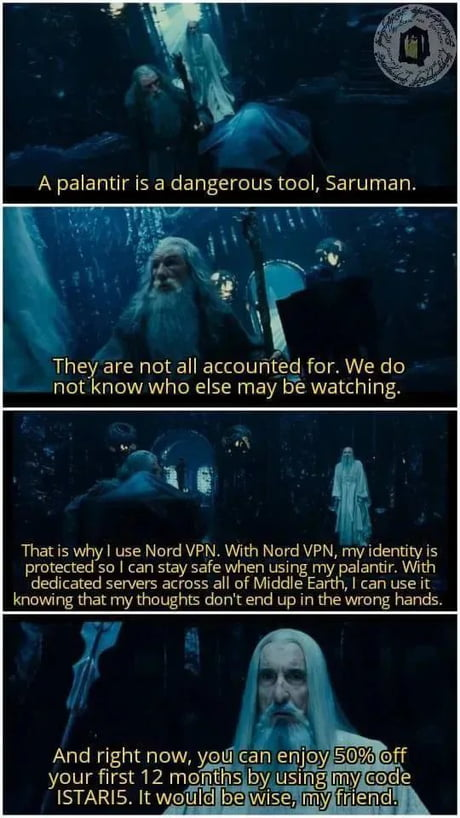 A palantir is a dangerous tool, Saruman.
They are not all accounted for. We do
not know who else may be watching.
That is why I use Nord VPN. With Nord VPN, my identity is
protected so I can stay safe when using my palantir. With
dedicated servers across all of Middle Earth, I can use it
knowing that my thoughts don't end up in the wrong hands.
And right now, you can enjoy 50% off
your first 12 months by using my code
ISTARI5. It would be wise, my friend.